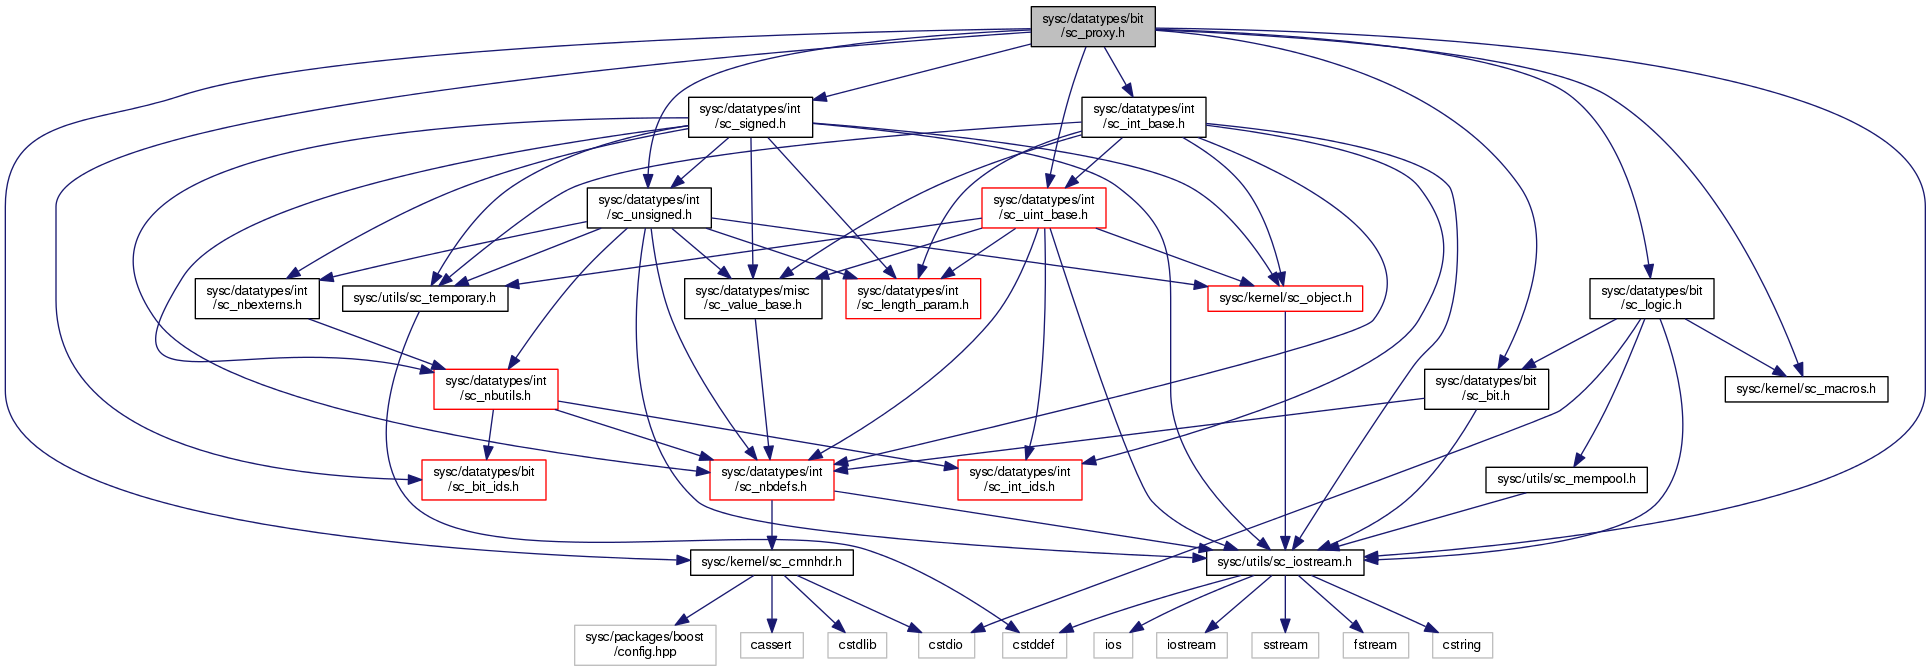 sysc/datatypes/bit
/sc_proxy.h
sysc/datatypes/int
/sc_signed.h
sysc/datatypes/int
/sc_int_base.h
sysc/datatypes/int
/sc_unsigned.h
sysc/datatypes/int
/sc_uint_base.h
sysc/datatypes/int
/sc_nbexterns.h
sysc/utils/sc_temporary.h
sysc/datatypes/misc
/sc_value_base.h
sysc/datatypes/int
/sc_length_param.h
sysc/kernel/sc_object.h
sysc/datatypes/bit
/sc_logic.h
sysc/datatypes/int
/sc_nbutils.h
sysc/datatypes/bit
/sc_bit.h
sysc/kernel/sc_macros.h
sysc/datatypes/bit
/sc_bit_ids.h
sysc/datatypes/int
/sc_nbdefs.h
sysc/datatypes/int
/sc_int_ids.h
sysc/utils/sc_mempool.h
sysc/kernel/sc_cmnhdr.h
sysc/utils/sc_iostream.h
sysc/packages/boost
/config.hpp
cassert
cstdlib
cstdio
cstddef
ios
iostream
sstream
fstream
cstring